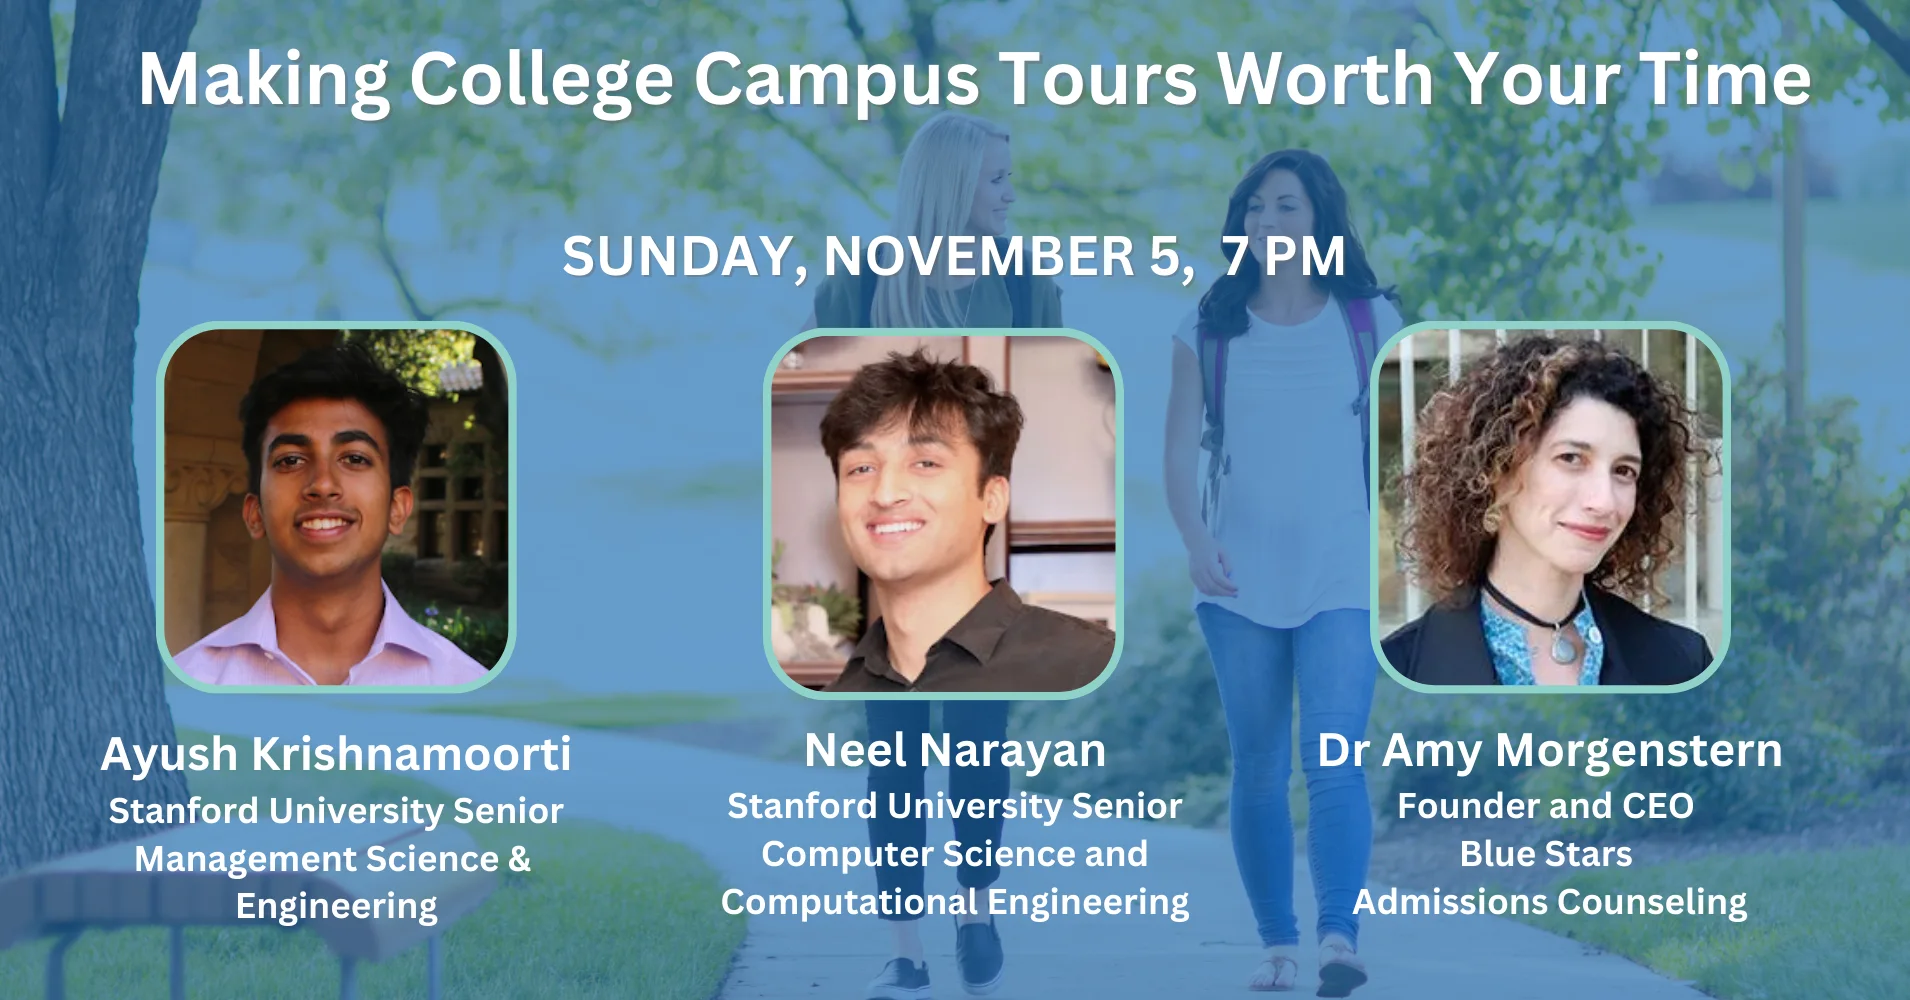 Making College Campus Tours Worth Your Time
SUNDAY, NOVEMBER 5, 7 PM
Ayush Krishnamoorti
Stanford University Senior
Management Science &
Engineering
Neel Narayan
Stanford University Senior
Computer Science and
Computational Engineering
Dr Amy Morgenstern
Founder and CEO
Blue Stars
Admissions Counseling